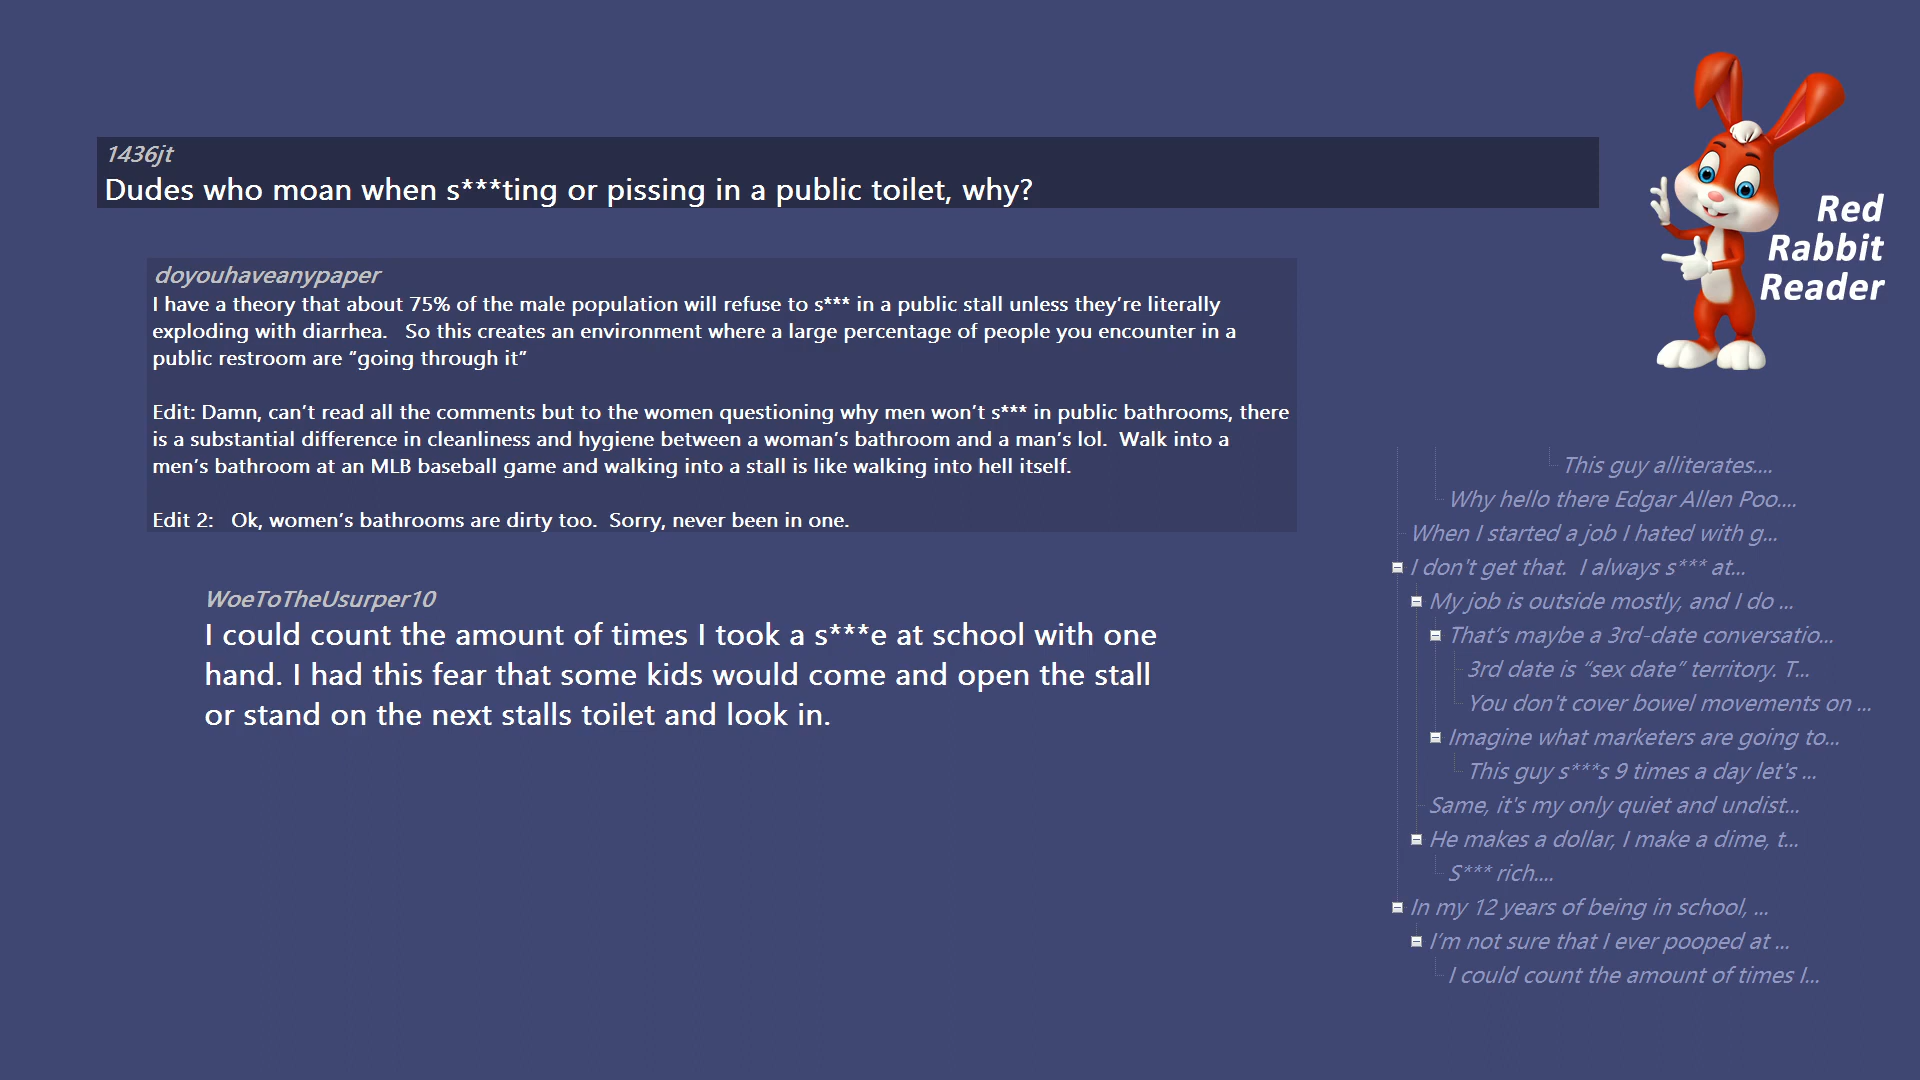 1436jt
Dudes who moan when s***ting or pissing in a public toilet, why?
doyouhaveanypaper
I have a theory that about 75% of the male population will refuse to s*** in a public stall unless they’re literally
exploding with diarrhea.   So this creates an environment where a large percentage of people you encounter in a
public restroom are “going through it”
Edit: Damn, can’t read all the comments but to the women questioning why men won’t s*** in public bathrooms, there
is a substantial difference in cleanliness and hygiene between a woman’s bathroom and a man’s lol.  Walk into a
men’s bathroom at an MLB baseball game and walking into a stall is like walking into hell itself.
Edit 2:   Ok, women’s bathrooms are dirty too.  Sorry, never been in one.
WoeToTheUsurper10
I could count the amount of times I took a s***e at school with one
hand. I had this fear that some kids would come and open the stall
or stand on the next stalls toilet and look in.
Red
Rabbit
Reader
This guy alliterates....
Why hello there Edgar Allen Poo....
When I started a job I hated with g...
I don't get that.  I always s*** at...
My job is outside mostly, and I do ...
That’s maybe a 3rd-date conversatio...
3rd date is “sex date” territory. T...
You don't cover bowel movements on ...
Imagine what marketers are going to...
This guy s***s 9 times a day let's ...
Same, it's my only quiet and undist...
He makes a dollar, I make a dime, t...
S*** rich....
In my 12 years of being in school, ...
I’m not sure that I ever pooped at ...
I could count the amount of times I...